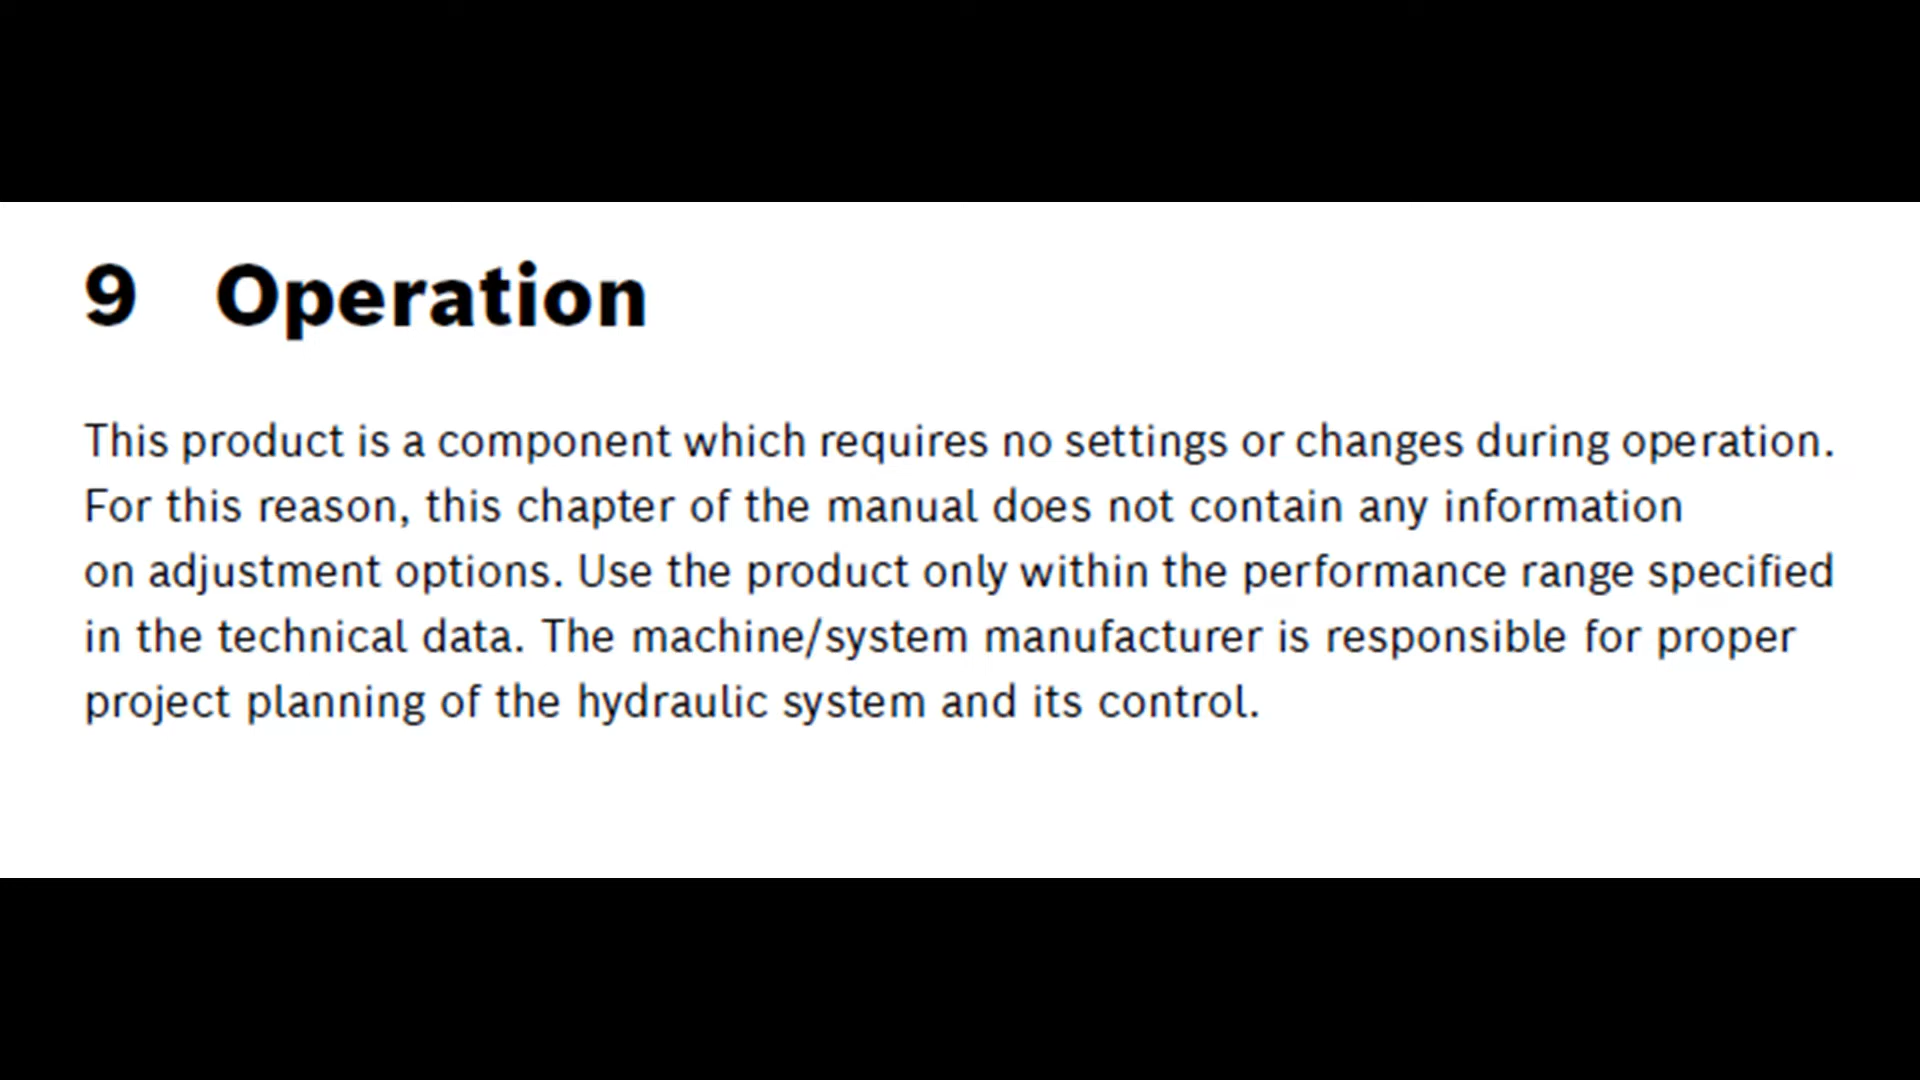 9 Operation
This product is a component which requires no settings or changes during operation.
For this reason, this chapter of the manual does not contain any information
on adjustment options. Use the product only within the performance range specified
in the technical data. The machine/system manufacturer is responsible for proper
project planning of the hydraulic system and its control.